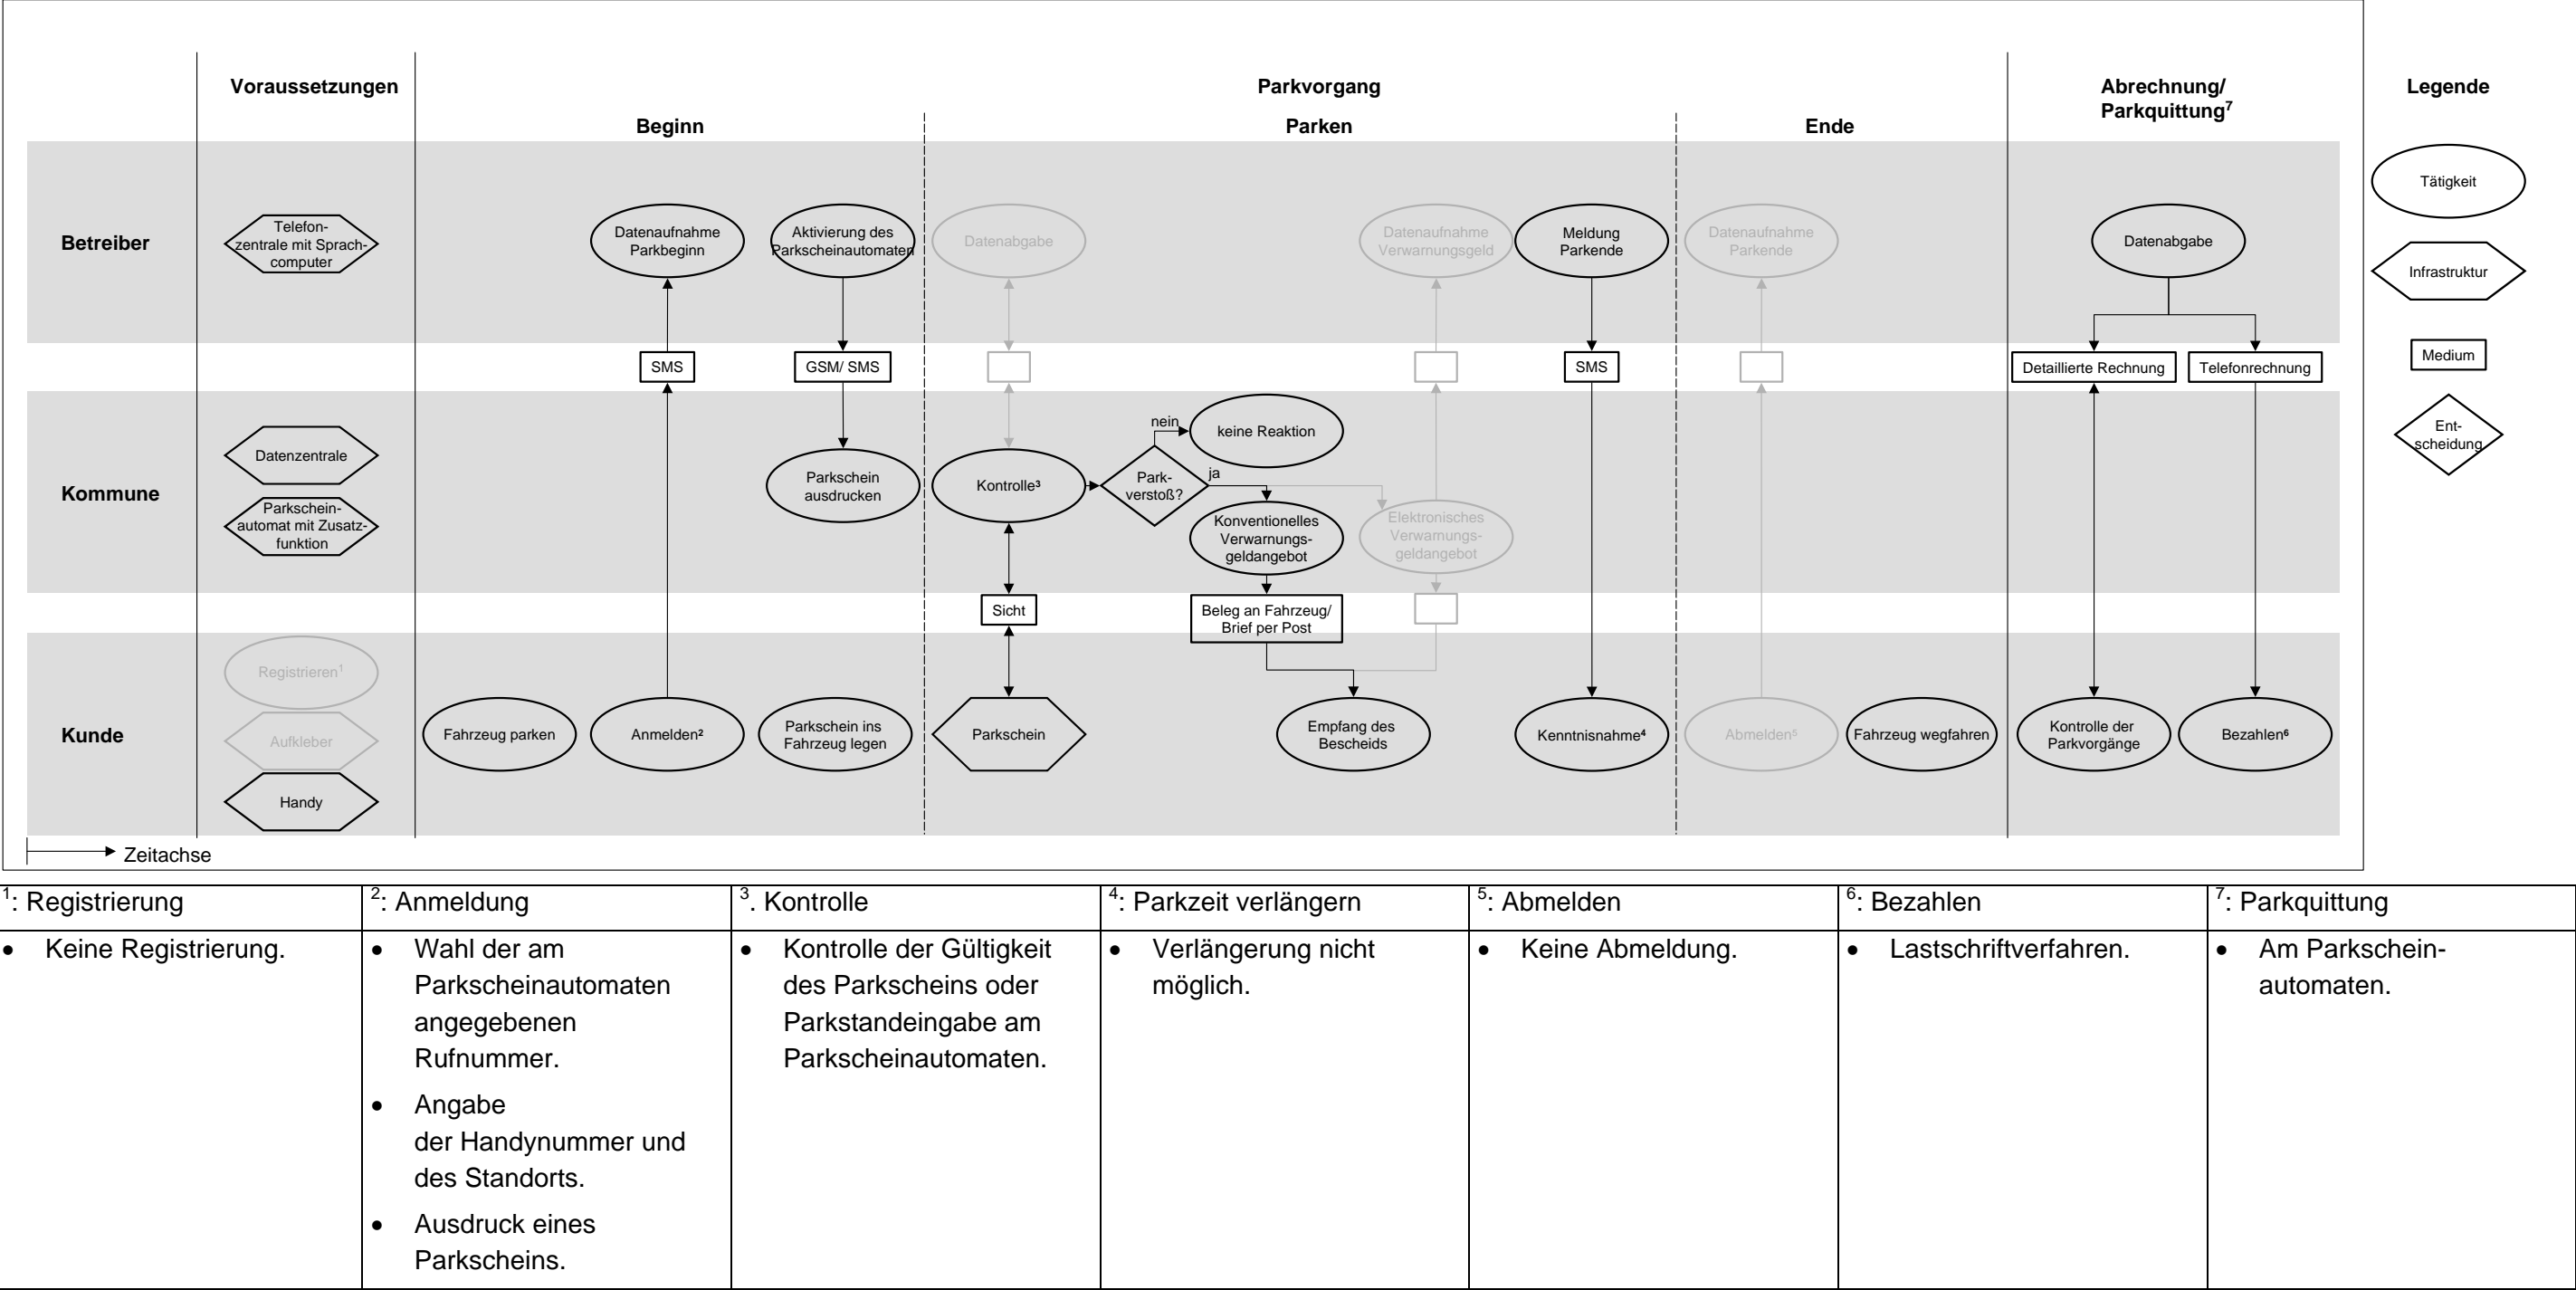 Voraussetzungen
Parkvorgang
Abrechnung/
Parkquittung7
Legende
Beginn
Parken
Ende
Betreiber
Telefon-
zentrale mit Sprach-
computer
Datenaufnahme
Parkbeginn
Aktivierung des
Parkscheinautomaten
Datenabgabe
Datenaufnahme
Verwarnungsgeld
Meldung
Parkende
Datenaufnahme
Parkende
Datenabgabe
Tätigkeit
Infrastruktur
SMS
GSM/ SMS
SMS
Detaillierte Rechnung
Telefonrechnung
Medium
Kommune
Datenzentrale
Parkschein-
automat mit Zusatz-
funktion
Parkschein
ausdrucken
Kontrolle³
Park-
verstoß?
nein
keine Reaktion
ja
Konventionelles
Verwarnungs-
geldangebot
Elektronisches
Verwarnungs-
geldangebot
Ent-
scheidung
Sicht
Beleg an Fahrzeug/
Brief per Post
Kunde
Registrieren1
Aufkleber
Handy
Fahrzeug parken
Anmelden²
Parkschein ins
Fahrzeug legen
Parkschein
Empfang des
Bescheids
Kenntnisnahme⁴
Abmelden⁵
Fahrzeug wegfahren
Kontrolle der
Parkvorgänge
Bezahlen⁶
Zeitachse
1: Registrierung
2: Anmeldung
3. Kontrolle
4: Parkzeit verlängern
5: Abmelden
6: Bezahlen
7: Parkquittung
• Keine Registrierung.
• Wahl der am
Parkscheinautomaten
angegebenen
Rufnummer.
• Angabe
der Handynummer und
des Standorts.
• Ausdruck eines
Parkscheins.
• Kontrolle der Gültigkeit
des Parkscheins oder
Parkstandeingabe am
Parkscheinautomaten.
• Verlängerung nicht
möglich.
• Keine Abmeldung.
• Lastschriftverfahren.
• Am Parkschein-
automaten.